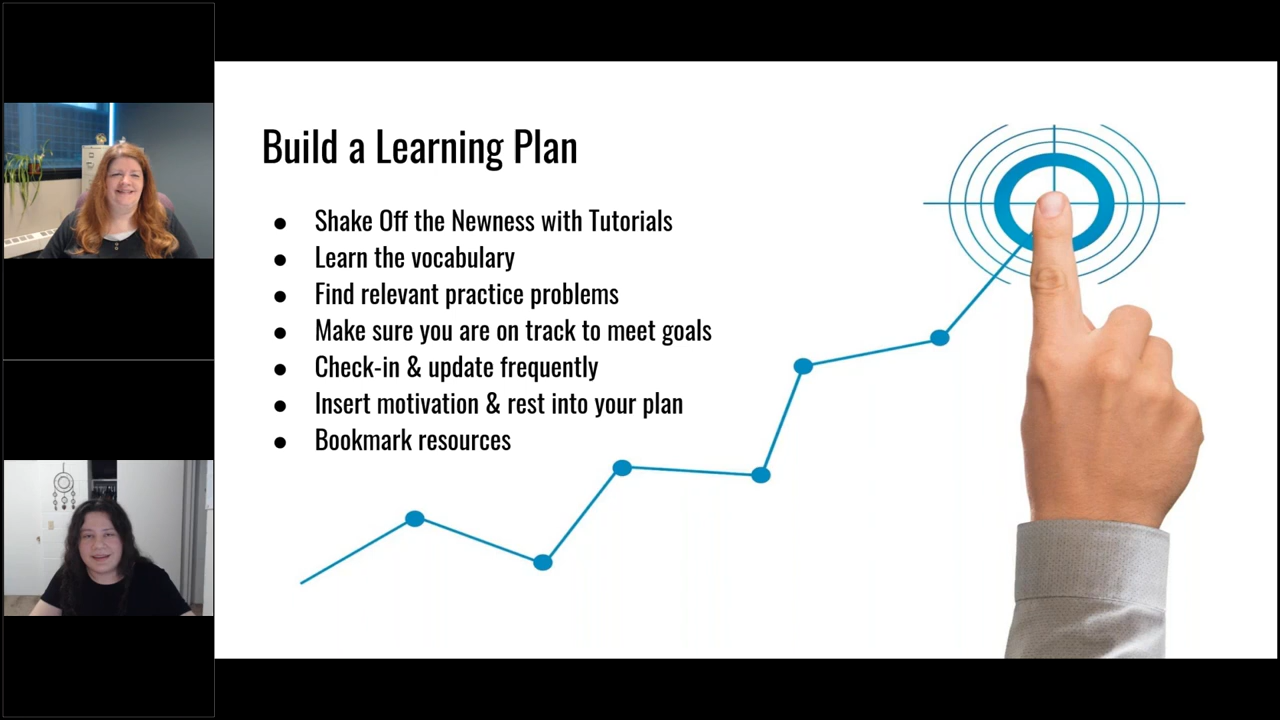 Build a Learning Plan
● Shake Off the Newness with Tutorials
● Learn the vocabulary
● Find relevant practice problems
● Make sure you are on track to meet goals
● Check-in & update frequently
● Insert motivation & rest into your plan
● Bookmark resources